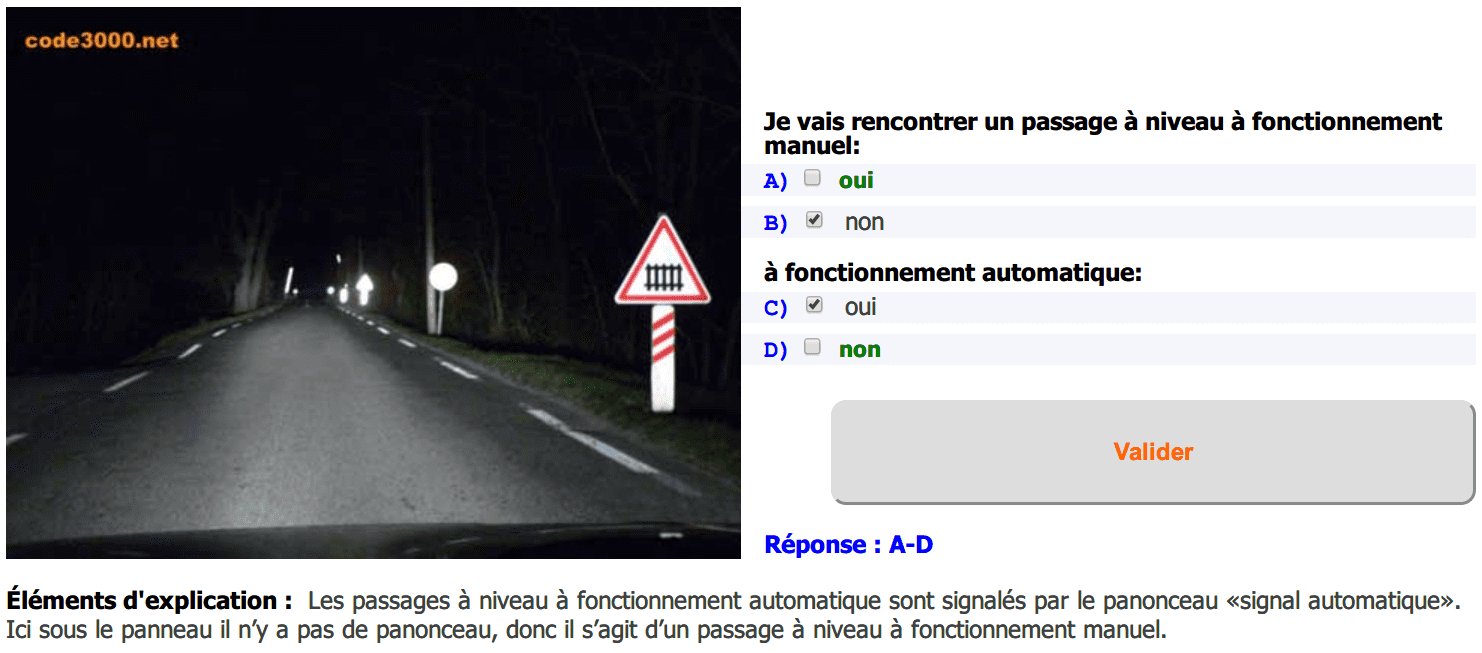 code3000.net
Je vais rencontrer un passage à niveau à fonctionnement
manuel:
A) oui
B) non
à fonctionnement automatique:
C) oui
D) non
Valider
Réponse : A-D
Éléments d'explication : Les passages à niveau à fonctionnement automatique sont signalés par le panonceau «signal automatique».
Ici sous le panneau il n’y a pas de panonceau, donc il s’agit d’un passage à niveau à fonctionnement manuel.